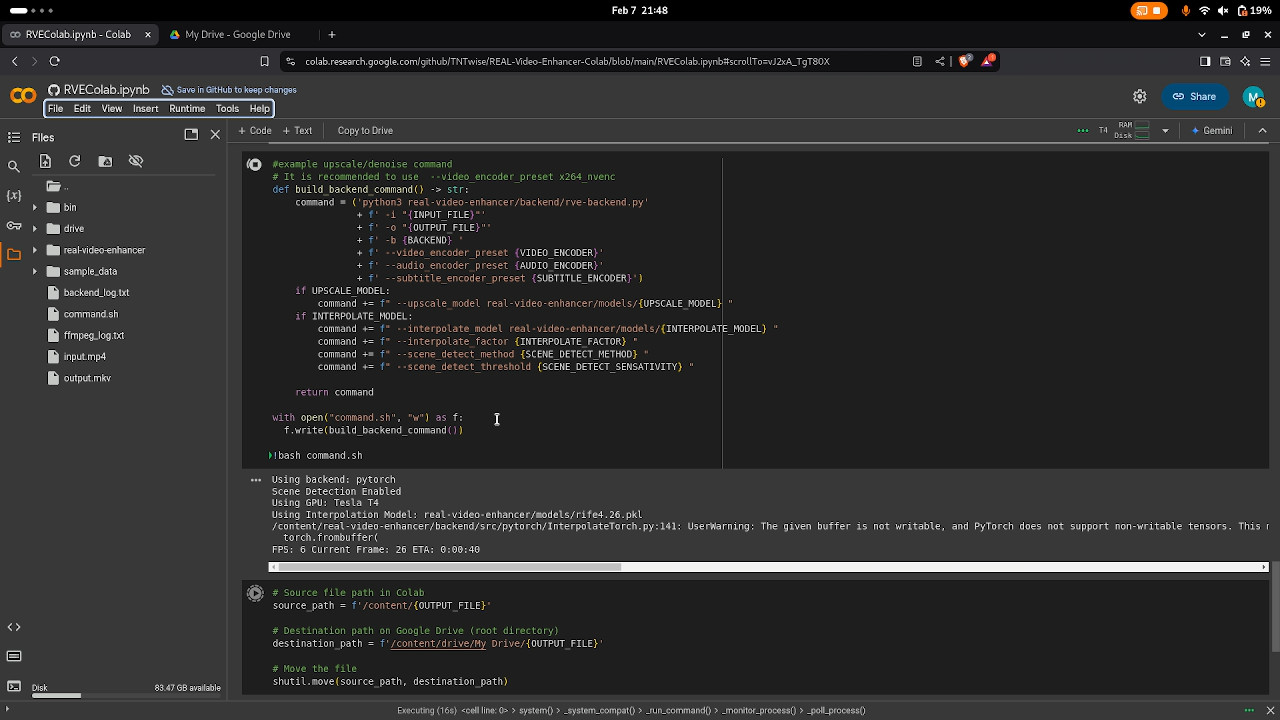 Feb 7 21:48
19%
RVEColab.ipynb - Colab
My Drive - Google Drive
colab.research.google.com/github/TNTwise/REAL-Video-Enhancer-Colab/blob/main/RVEColab.ipynb#scrollTo=vJ2xA_TgT80X
RVEColab.ipynb
Save in GitHub to keep changes
File Edit View Insert Runtime Tools Help
Share
M
Files
+ Code + Text Copy to Drive
T4 RAM Disk
Gemini
..
bin
drive
real-video-enhancer
sample_data
backend_log.txt
command.sh
ffmpeg_log.txt
input.mp4
output.mkv
Disk 83.47 GB available
#example upscale/denoise command
# It is recommended to use  --video_encoder_preset x264_nvenc
def build_backend_command() -> str:
    command = ('python3 real-video-enhancer/backend/rve-backend.py'
               + f' -i "{INPUT_FILE}"'
               + f' -o "{OUTPUT_FILE}"'
               + f' -b {BACKEND} '
               + f' --video_encoder_preset {VIDEO_ENCODER}'
               + f' --audio_encoder_preset {AUDIO_ENCODER}'
               + f' --subtitle_encoder_preset {SUBTITLE_ENCODER}')
    if UPSCALE_MODEL:
        command += f" --upscale_model real-video-enhancer/models/{UPSCALE_MODEL} "
    if INTERPOLATE_MODEL:
        command += f" --interpolate_model real-video-enhancer/models/{INTERPOLATE_MODEL} "
        command += f" --interpolate_factor {INTERPOLATE_FACTOR} "
        command += f" --scene_detect_method {SCENE_DETECT_METHOD} "
        command += f" --scene_detect_threshold {SCENE_DETECT_SENSATIVITY} "
    return command
with open("command.sh", "w") as f:
  f.write(build_backend_command())
!bash command.sh
Using backend: pytorch
Scene Detection Enabled
Using GPU: Tesla T4
Using Interpolation Model: real-video-enhancer/models/rife4.26.pkl
/content/real-video-enhancer/backend/src/pytorch/InterpolateTorch.py:141: UserWarning: The given buffer is not writable, and PyTorch does not support non-writable tensors. This
  torch.frombuffer(
FPS: 6 Current Frame: 26 ETA: 0:00:40
# Source file path in Colab
source_path = f'/content/{OUTPUT_FILE}'
# Destination path on Google Drive (root directory)
destination_path = f'/content/drive/My Drive/{OUTPUT_FILE}'
# Move the file
shutil.move(source_path, destination_path)
Executing (16s) <cell line: 0> > system() > _system_compat() > _run_command() > _monitor_process() > _poll_process()